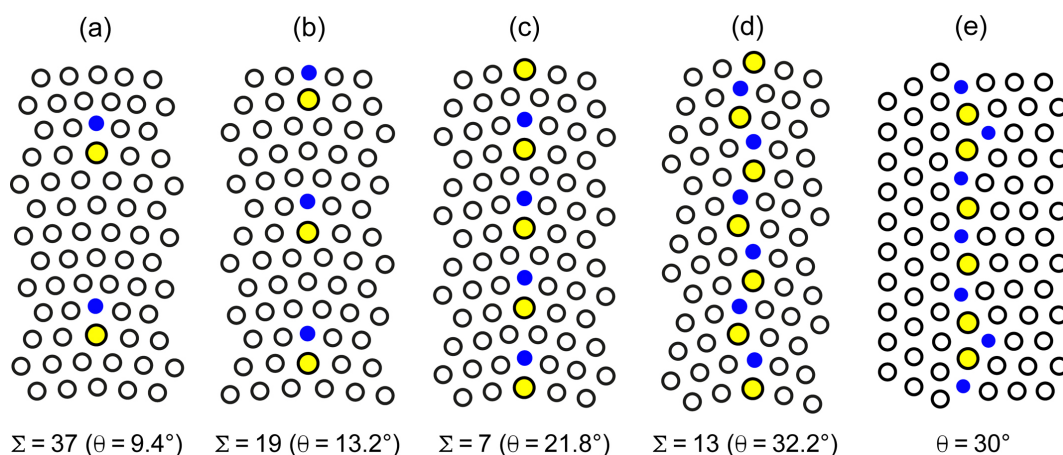 (a) (b) (c) (d) (e)
Σ = 37 (θ = 9.4°) Σ = 19 (θ = 13.2°) Σ = 7 (θ = 21.8°) Σ = 13 (θ = 32.2°) θ = 30°